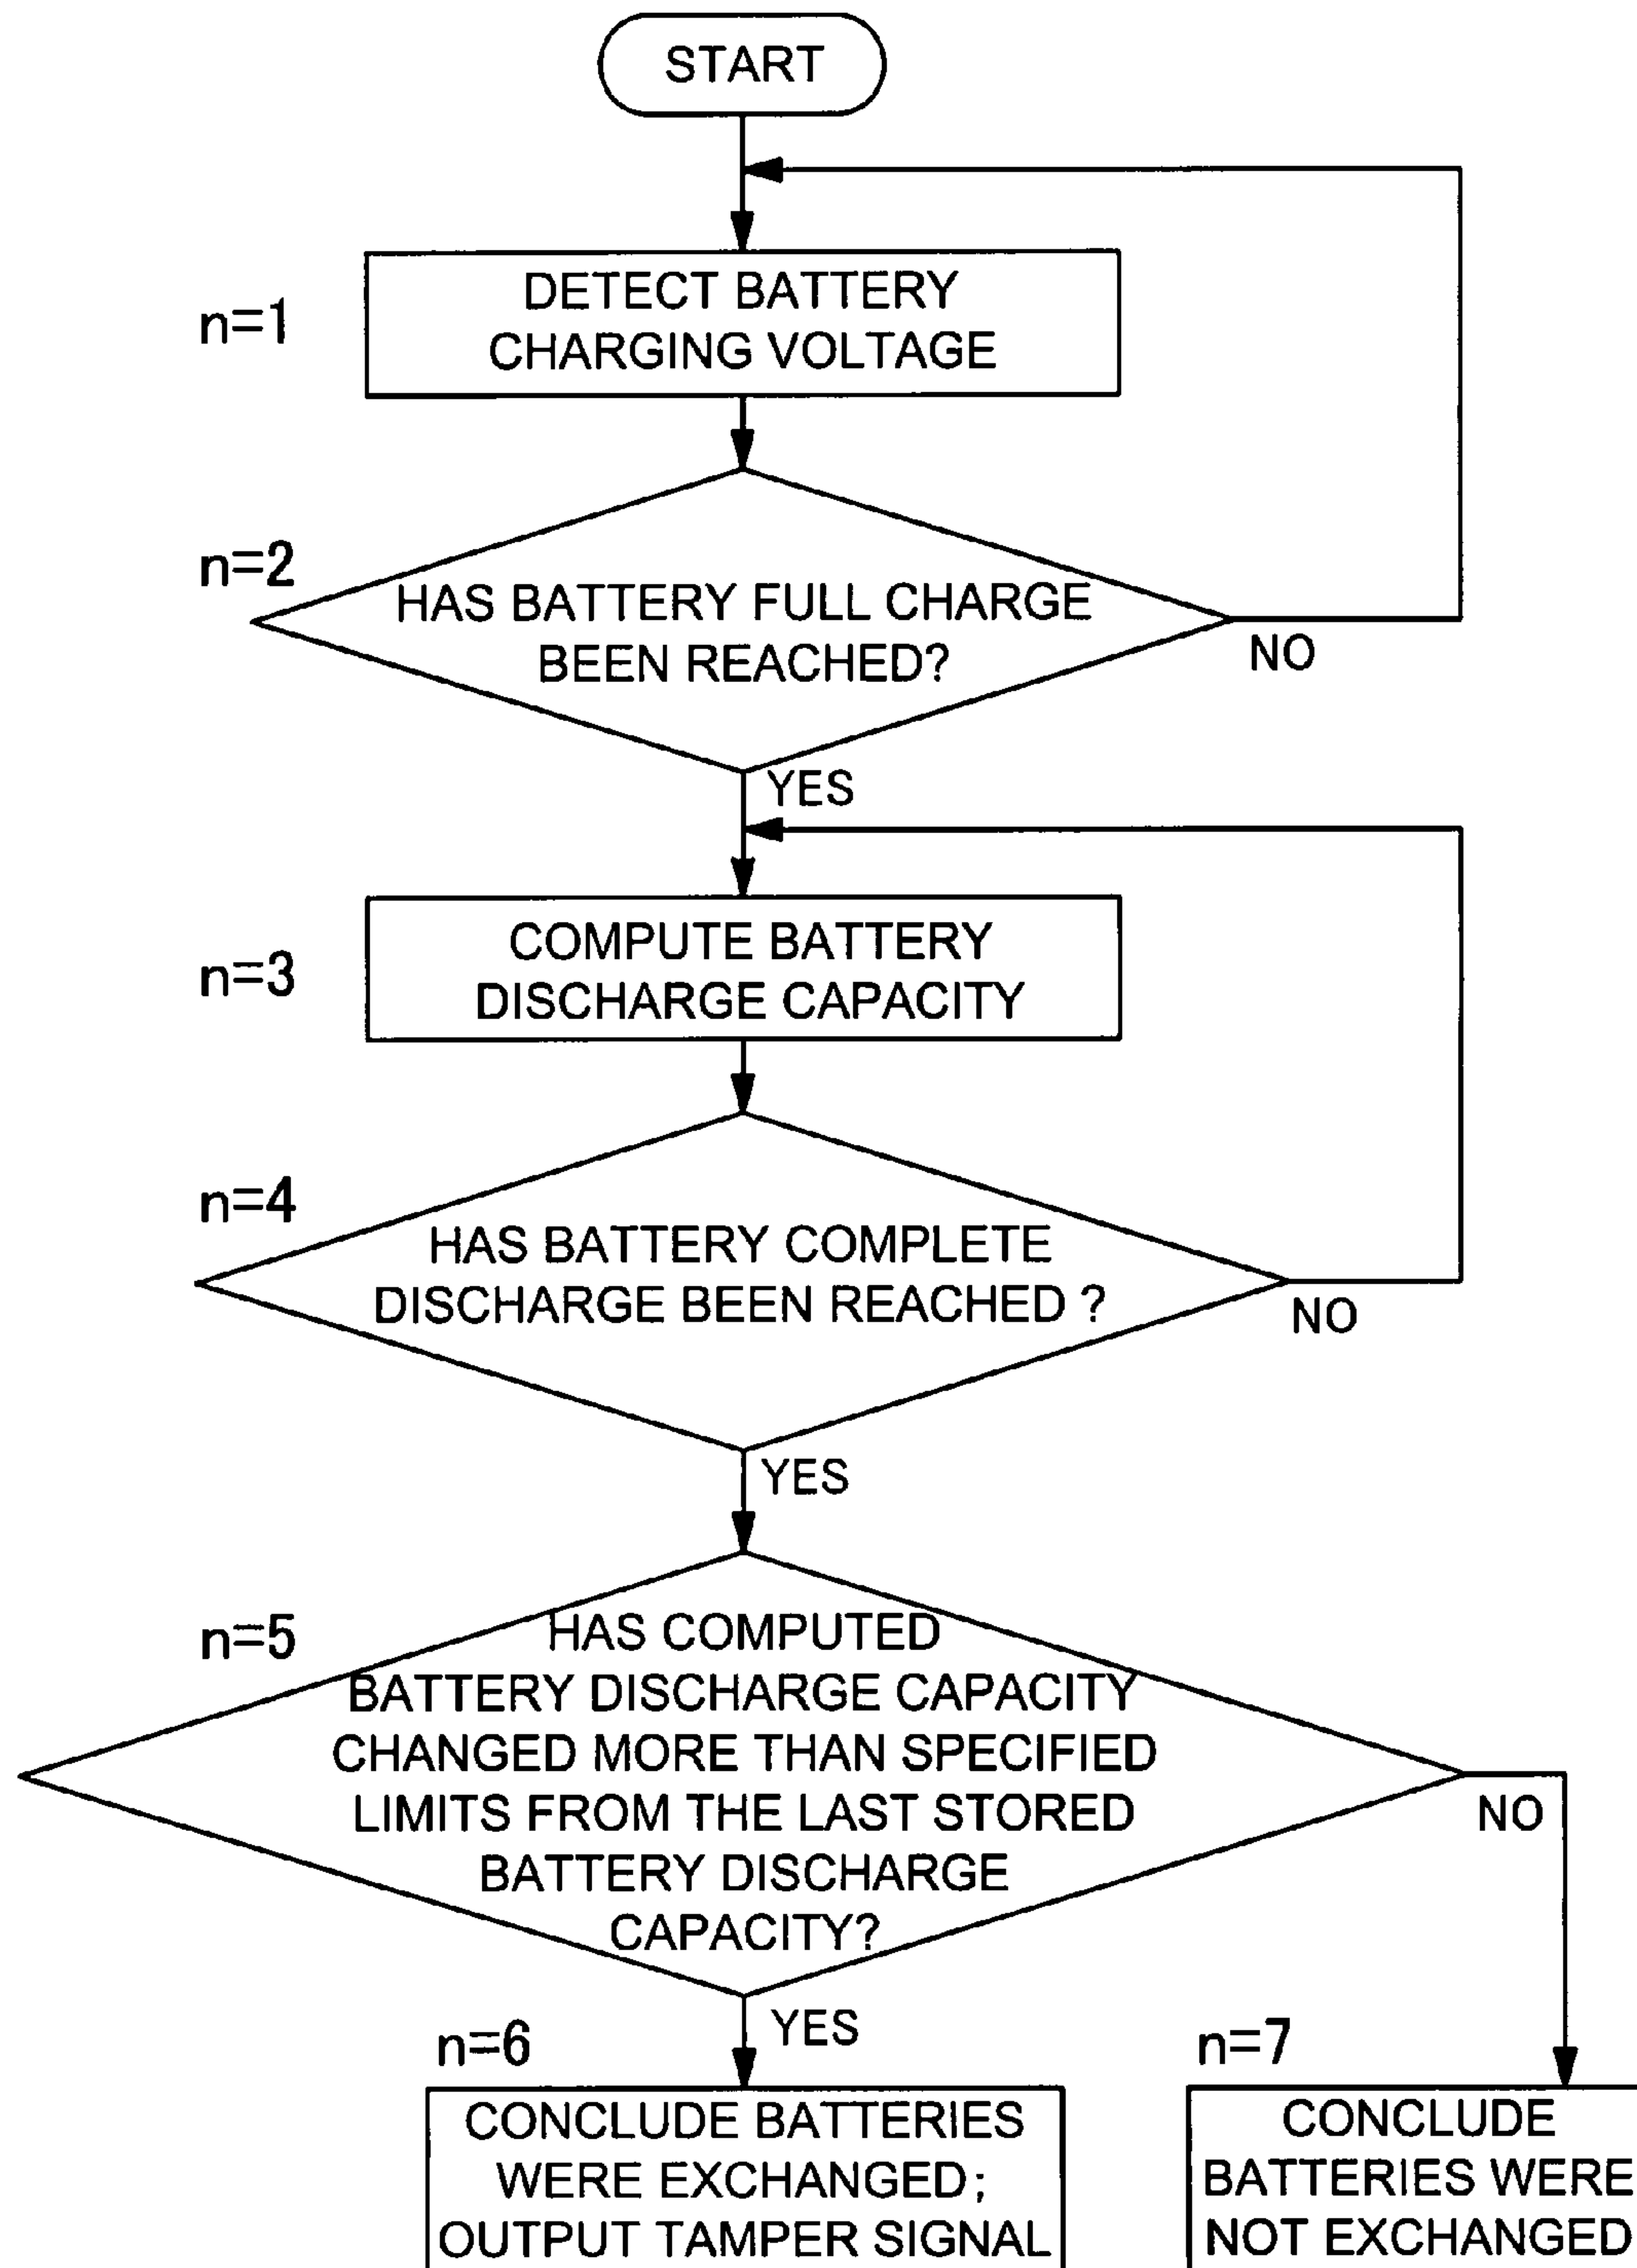 START
n=1
DETECT BATTERY
CHARGING VOLTAGE
n=2
HAS BATTERY FULL CHARGE
BEEN REACHED?
NO
YES
n=3
COMPUTE BATTERY
DISCHARGE CAPACITY
n=4
HAS BATTERY COMPLETE
DISCHARGE BEEN REACHED ?
NO
YES
n=5
HAS COMPUTED
BATTERY DISCHARGE CAPACITY
CHANGED MORE THAN SPECIFIED
LIMITS FROM THE LAST STORED
BATTERY DISCHARGE
CAPACITY?
NO
YES
n=6
CONCLUDE BATTERIES
WERE EXCHANGED;
OUTPUT TAMPER SIGNAL
n=7
CONCLUDE
BATTERIES WERE
NOT EXCHANGED